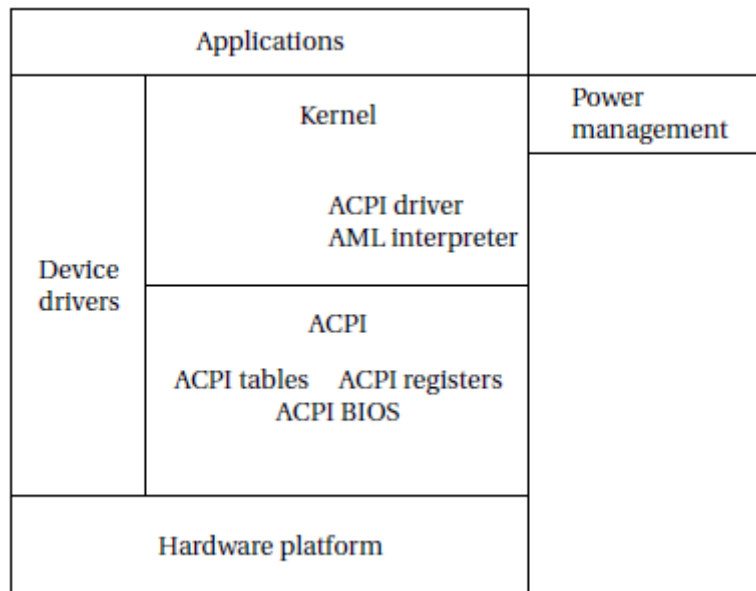 Applications
Kernel
Power
management
ACPI driver
AML interpreter
Device
drivers
ACPI
ACPI tables ACPI registers
ACPI BIOS
Hardware platform